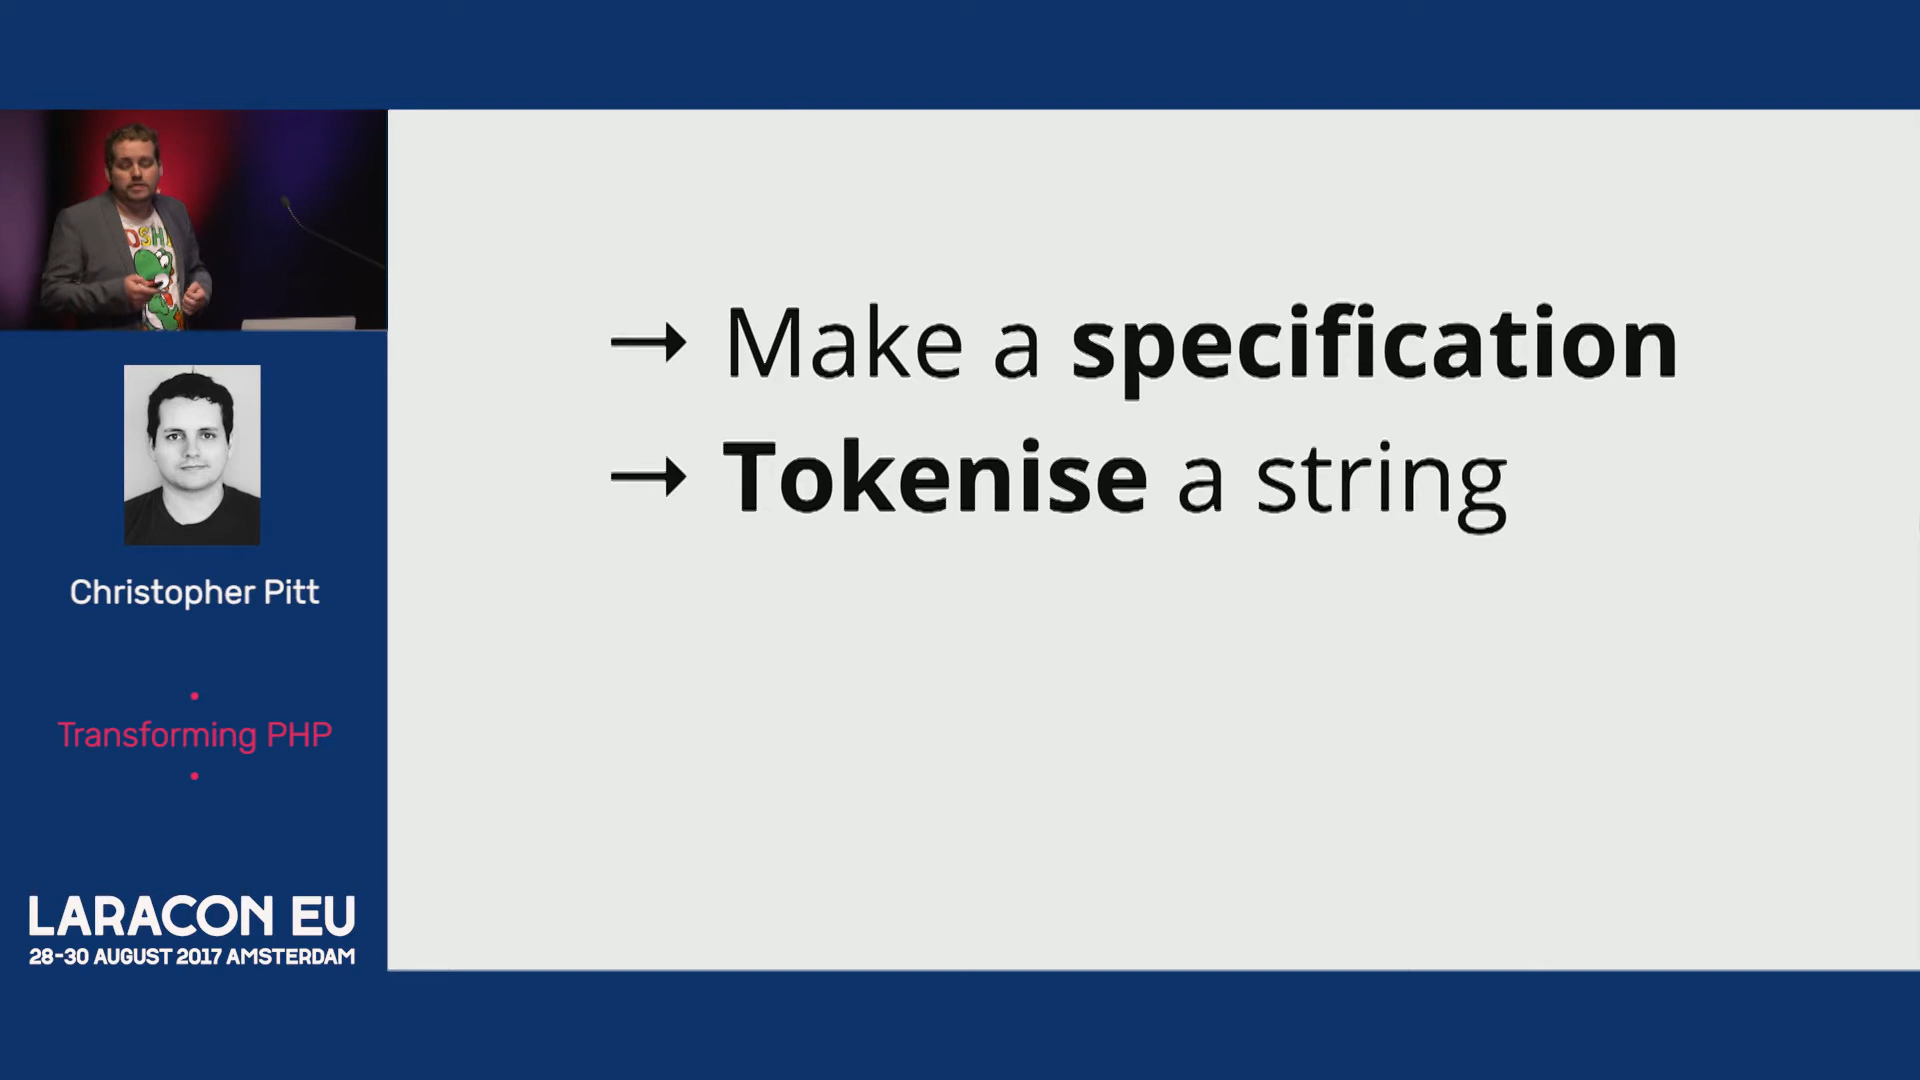 → Make a specification
→ Tokenise a string
Christopher Pitt
Transforming PHP
LARACON EU
28-30 AUGUST 2017 AMSTERDAM